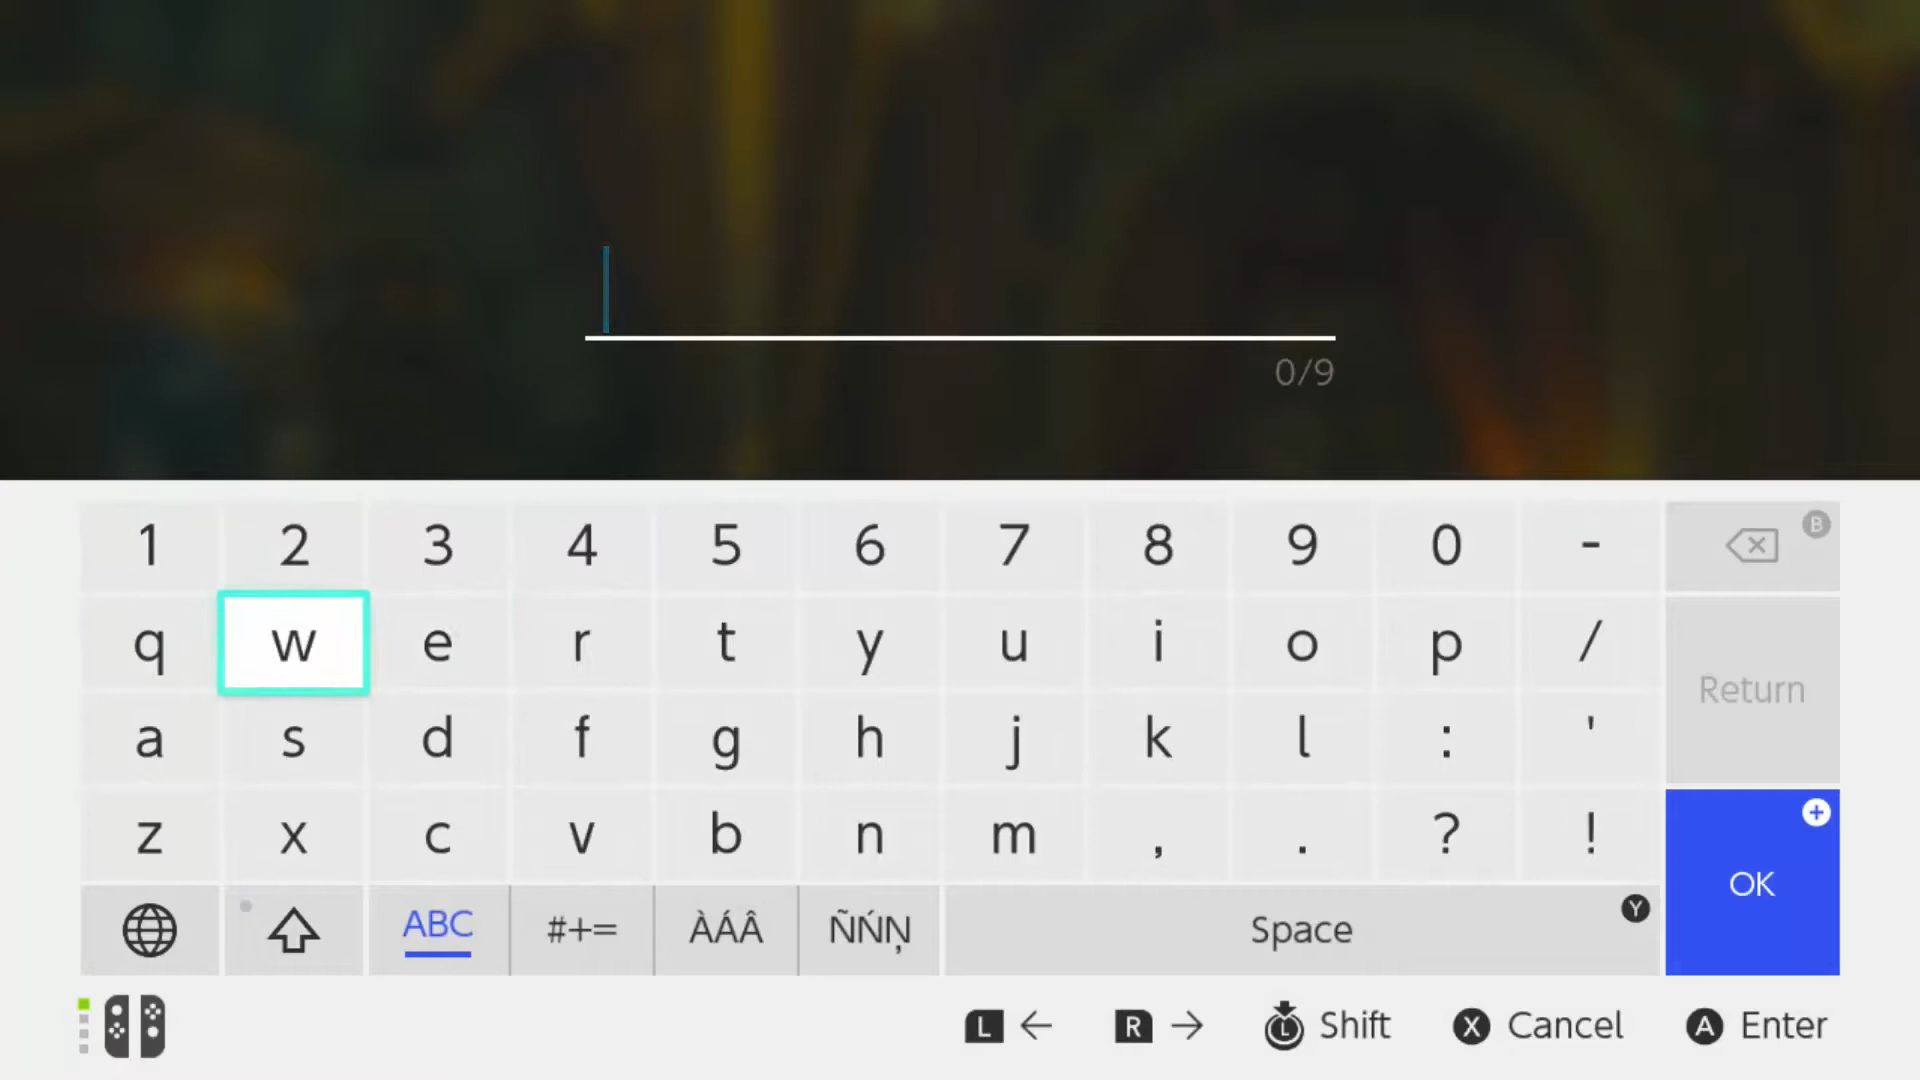 0/9
1 2 3 4 5 6 7 8 9 0 - B
q w e r t y u i o p / Return
a s d f g h j k l : '
z x c v b n m , . ? ! + OK
ABC #+= ÀÁÂ ÑŃŅ Space Y
L ← R → L Shift X Cancel A Enter